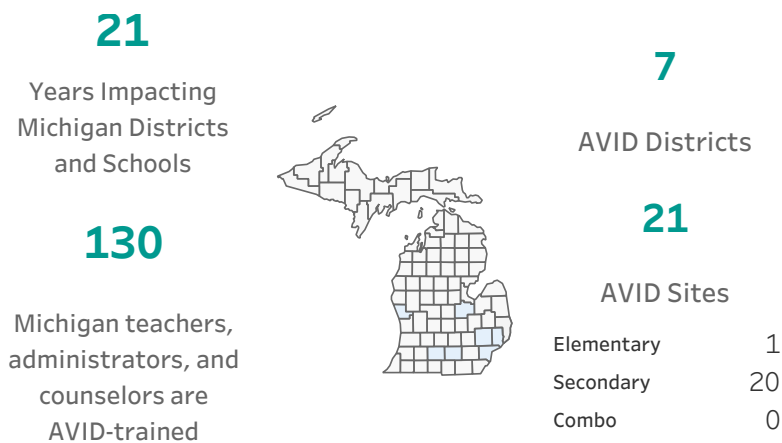 21
Years Impacting
Michigan Districts
and Schools
130
Michigan teachers,
administrators, and
counselors are
AVID-trained
7
AVID Districts
21
AVID Sites
Elementary 1
Secondary 20
Combo 0